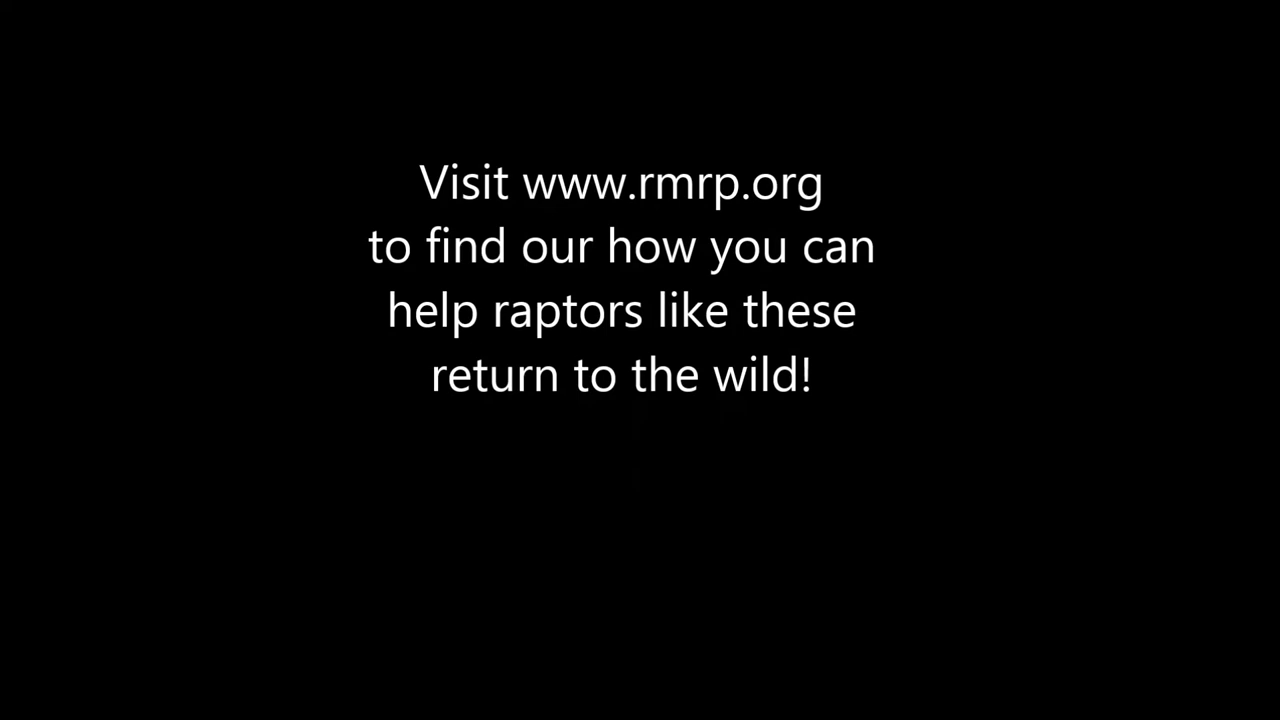 Visit www.rmrp.org
to find our how you can
help raptors like these
return to the wild!